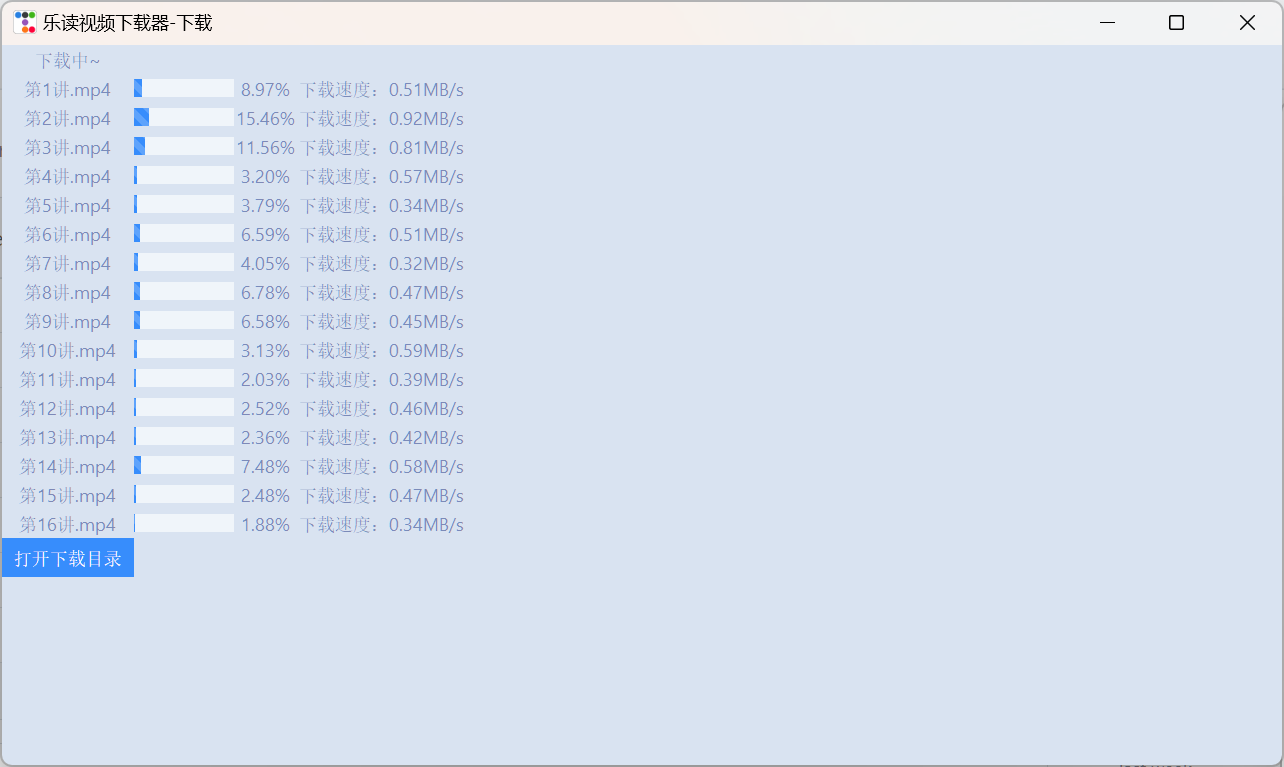 乐读视频下载器-下载
下载中~
第1讲.mp4 8.97% 下载速度：0.51MB/s
第2讲.mp4 15.46% 下载速度：0.92MB/s
第3讲.mp4 11.56% 下载速度：0.81MB/s
第4讲.mp4 3.20% 下载速度：0.57MB/s
第5讲.mp4 3.79% 下载速度：0.34MB/s
第6讲.mp4 6.59% 下载速度：0.51MB/s
第7讲.mp4 4.05% 下载速度：0.32MB/s
第8讲.mp4 6.78% 下载速度：0.47MB/s
第9讲.mp4 6.58% 下载速度：0.45MB/s
第10讲.mp4 3.13% 下载速度：0.59MB/s
第11讲.mp4 2.03% 下载速度：0.39MB/s
第12讲.mp4 2.52% 下载速度：0.46MB/s
第13讲.mp4 2.36% 下载速度：0.42MB/s
第14讲.mp4 7.48% 下载速度：0.58MB/s
第15讲.mp4 2.48% 下载速度：0.47MB/s
第16讲.mp4 1.88% 下载速度：0.34MB/s
打开下载目录